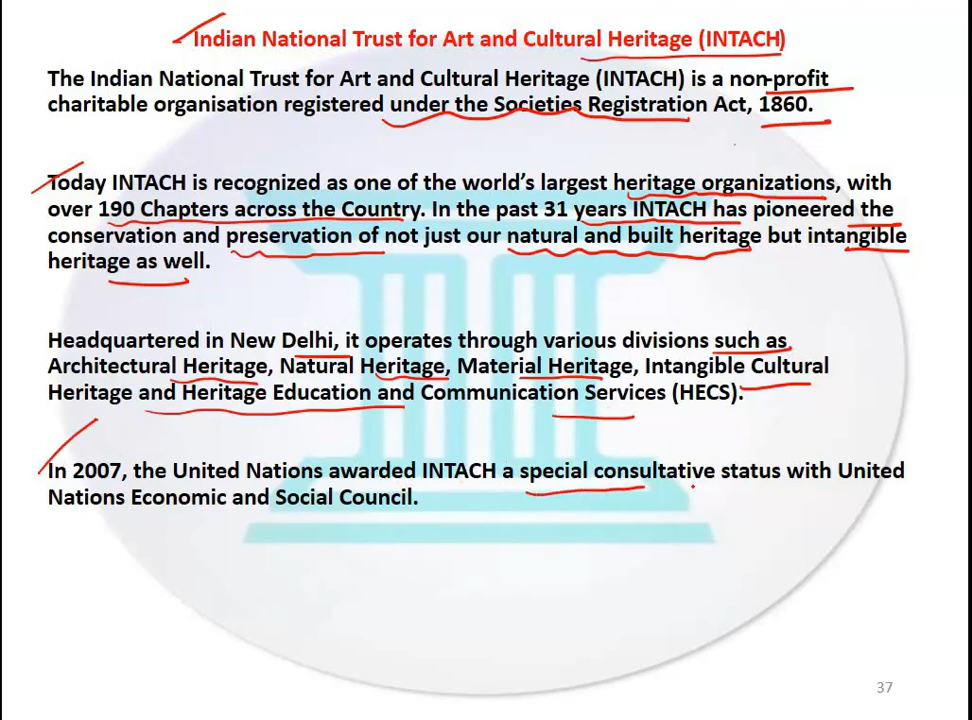 Indian National Trust for Art and Cultural Heritage (INTACH)
The Indian National Trust for Art and Cultural Heritage (INTACH) is a non-profit
charitable organisation registered under the Societies Registration Act, 1860.
Today INTACH is recognized as one of the world's largest heritage organizations, with
over 190 Chapters across the Country. In the past 31 years INTACH has pioneered the
conservation and preservation of not just our natural and built heritage but intangible
heritage as well.
Headquartered in New Delhi, it operates through various divisions such as
Architectural Heritage, Natural Heritage, Material Heritage, Intangible Cultural
Heritage and Heritage Education and Communication Services (HECS).
In 2007, the United Nations awarded INTACH a special consultative status with United
Nations Economic and Social Council.
37